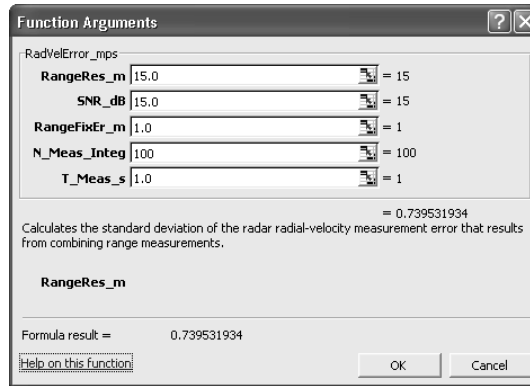 Function Arguments
RadVelError_mps
RangeRes_m 15.0 = 15
SNR_dB 15.0 = 15
RangeFixEr_m 1.0 = 1
N_Meas_Integ 100 = 100
T_Meas_s 1.0 = 1
= 0.739531934
Calculates the standard deviation of the radar radial-velocity measurement error that results
from combining range measurements.
RangeRes_m
Formula result = 0.739531934
Help on this function OK Cancel